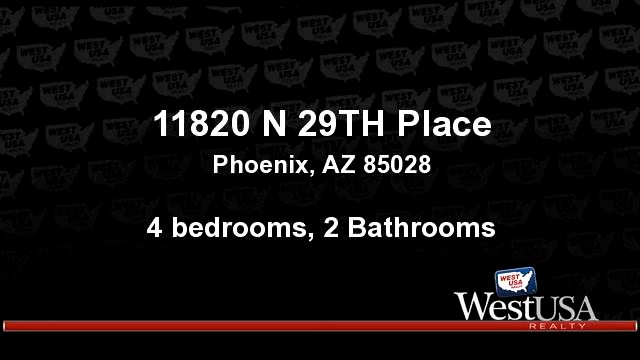 11820 N 29TH Place
Phoenix, AZ 85028
4 bedrooms, 2 Bathrooms
WEST
USA
REALTY
WestUSA
REALTY